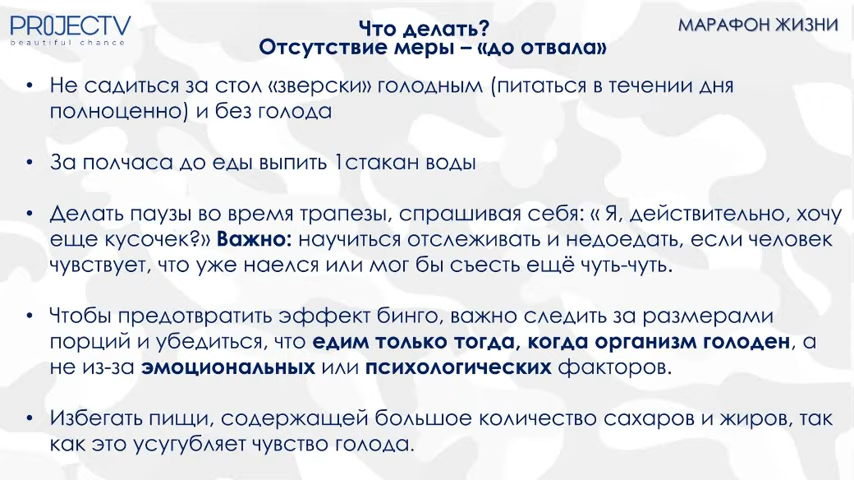 PROJECTV
beautiful chance
МАРАФОН ЖИЗНИ
Что делать?
Отсутствие меры – «до отвала»
• Не садиться за стол «зверски» голодным (питаться в течении дня
полноценно) и без голода
• За полчаса до еды выпить 1стакан воды
• Делать паузы во время трапезы, спрашивая себя: « Я, действительно, хочу
еще кусочек?» Важно: научиться отслеживать и недоедать, если человек
чувствует, что уже наелся или мог бы съесть ещё чуть-чуть.
• Чтобы предотвратить эффект бинго, важно следить за размерами
порций и убедиться, что едим только тогда, когда организм голоден, а
не из-за эмоциональных или психологических факторов.
• Избегать пищи, содержащей большое количество сахаров и жиров, так
как это усугубляет чувство голода.